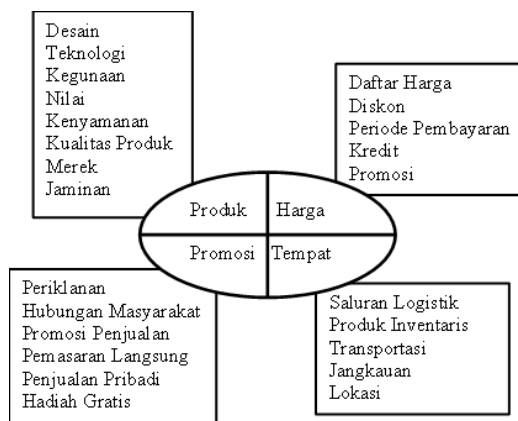 Desain
Teknologi
Kegunaan
Nilai
Kenyamanan
Kualitas Produk
Merek
Jaminan
Daftar Harga
Diskon
Periode Pembayaran
Kredit
Promosi
Produk
Harga
Promosi
Tempat
Periklanan
Hubungan Masyarakat
Promosi Penjualan
Pemasaran Langsung
Penjualan Pribadi
Hadiah Gratis
Saluran Logistik
Produk Inventaris
Transportasi
Jangkauan
Lokasi